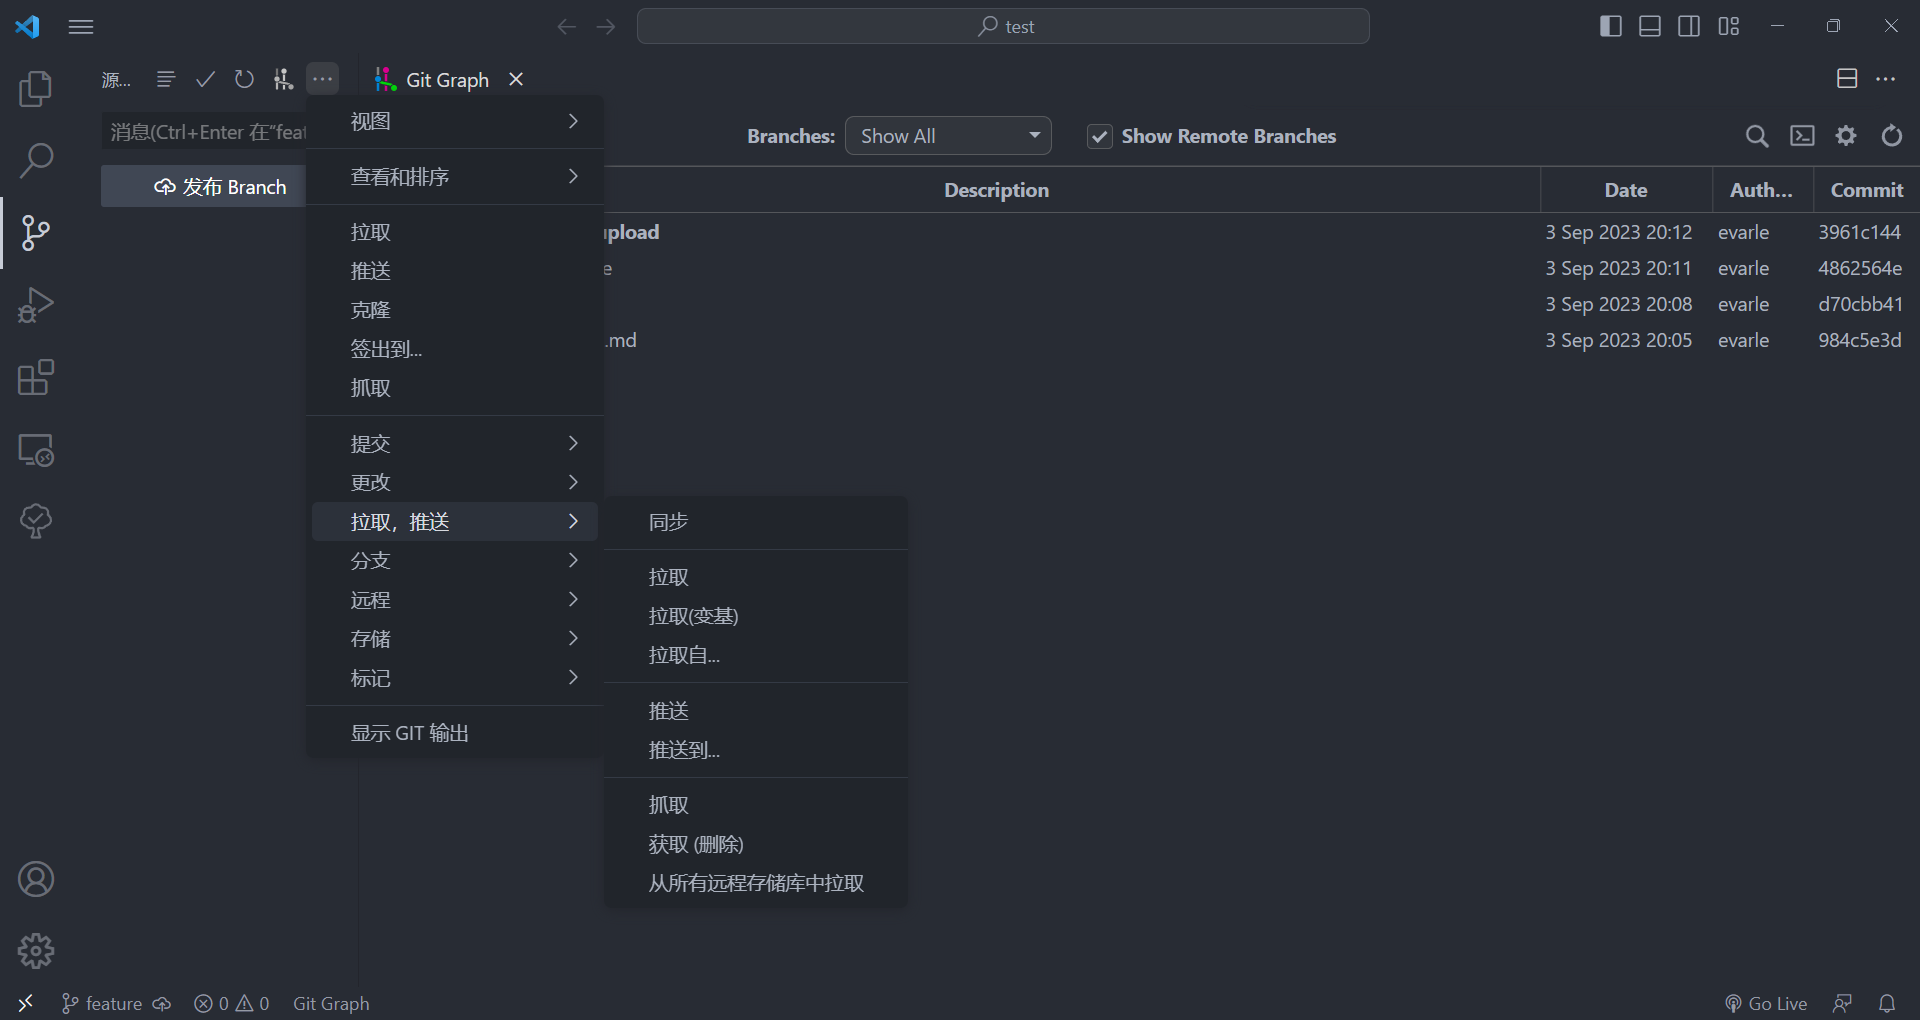 test
源...
Git Graph
消息(Ctrl+Enter 在"fea
发布 Branch
Branches:
Show All
Show Remote Branches
Description
Date
Auth...
Commit
pload
3 Sep 2023 20:12
evarle
3961c144
e
3 Sep 2023 20:11
evarle
4862564e
3 Sep 2023 20:08
evarle
d70cbb41
.md
3 Sep 2023 20:05
evarle
984c5e3d
视图
查看和排序
拉取
推送
克隆
签出到...
抓取
提交
更改
拉取，推送
分支
远程
存储
标记
显示 GIT 输出
同步
拉取
拉取(变基)
拉取自...
推送
推送到...
抓取
获取 (删除)
从所有远程存储库中拉取
feature
0
0
Git Graph
Go Live